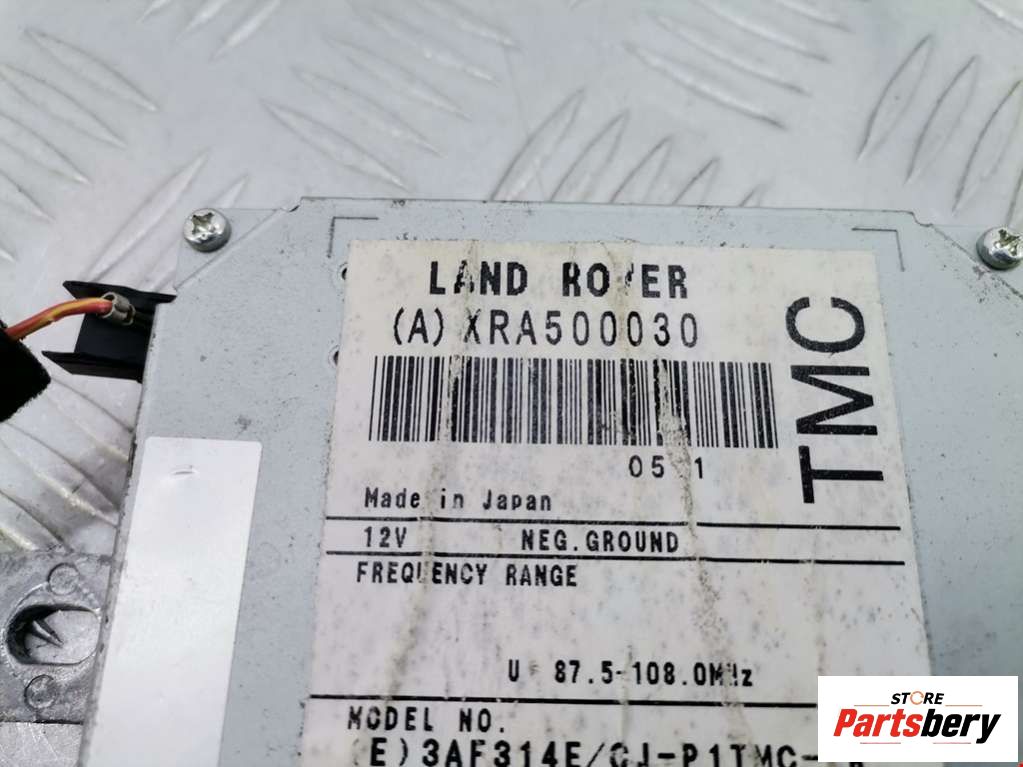 LAND ROVER
(A) XRA500030
TMC
Made in Japan
12V NEG.GROUND
FREQUENCY RANGE
87.5-108.0MHz
MODEL NO.
STORE
Partsbery